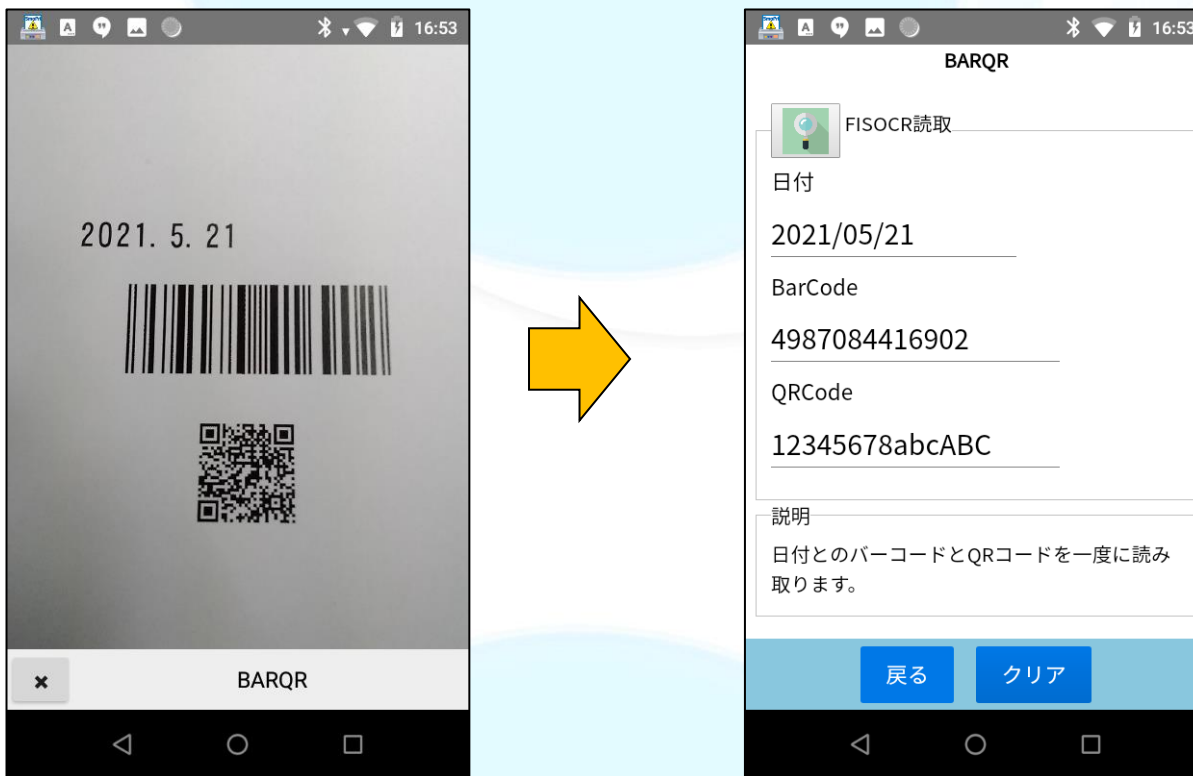 16:53
2021. 5. 21
BARQR
16:53
BARQR
FISOCR読取
日付
2021/05/21
BarCode
4987084416902
QRCode
12345678abcABC
説明
日付とのバーコードとQRコードを一度に読み
取ります。
戻る
クリア